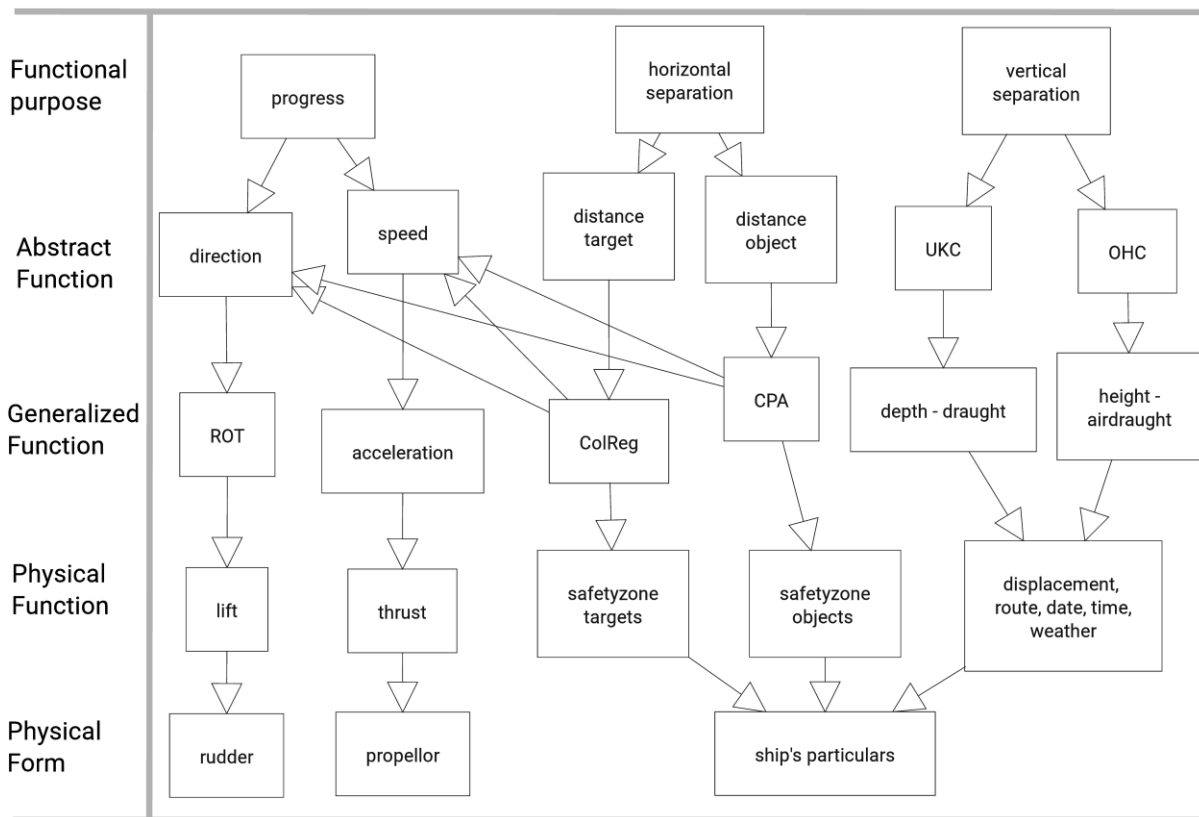 Functional
purpose
progress
horizontal
separation
vertical
separation
Abstract
Function
direction
speed
distance
target
distance
object
UKC
OHC
Generalized
Function
ROT
acceleration
ColReg
CPA
depth - draught
height -
airdraught
Physical
Function
lift
thrust
safetyzone
targets
safetyzone
objects
displacement,
route, date, time,
weather
Physical
Form
rudder
propellor
ship's particulars